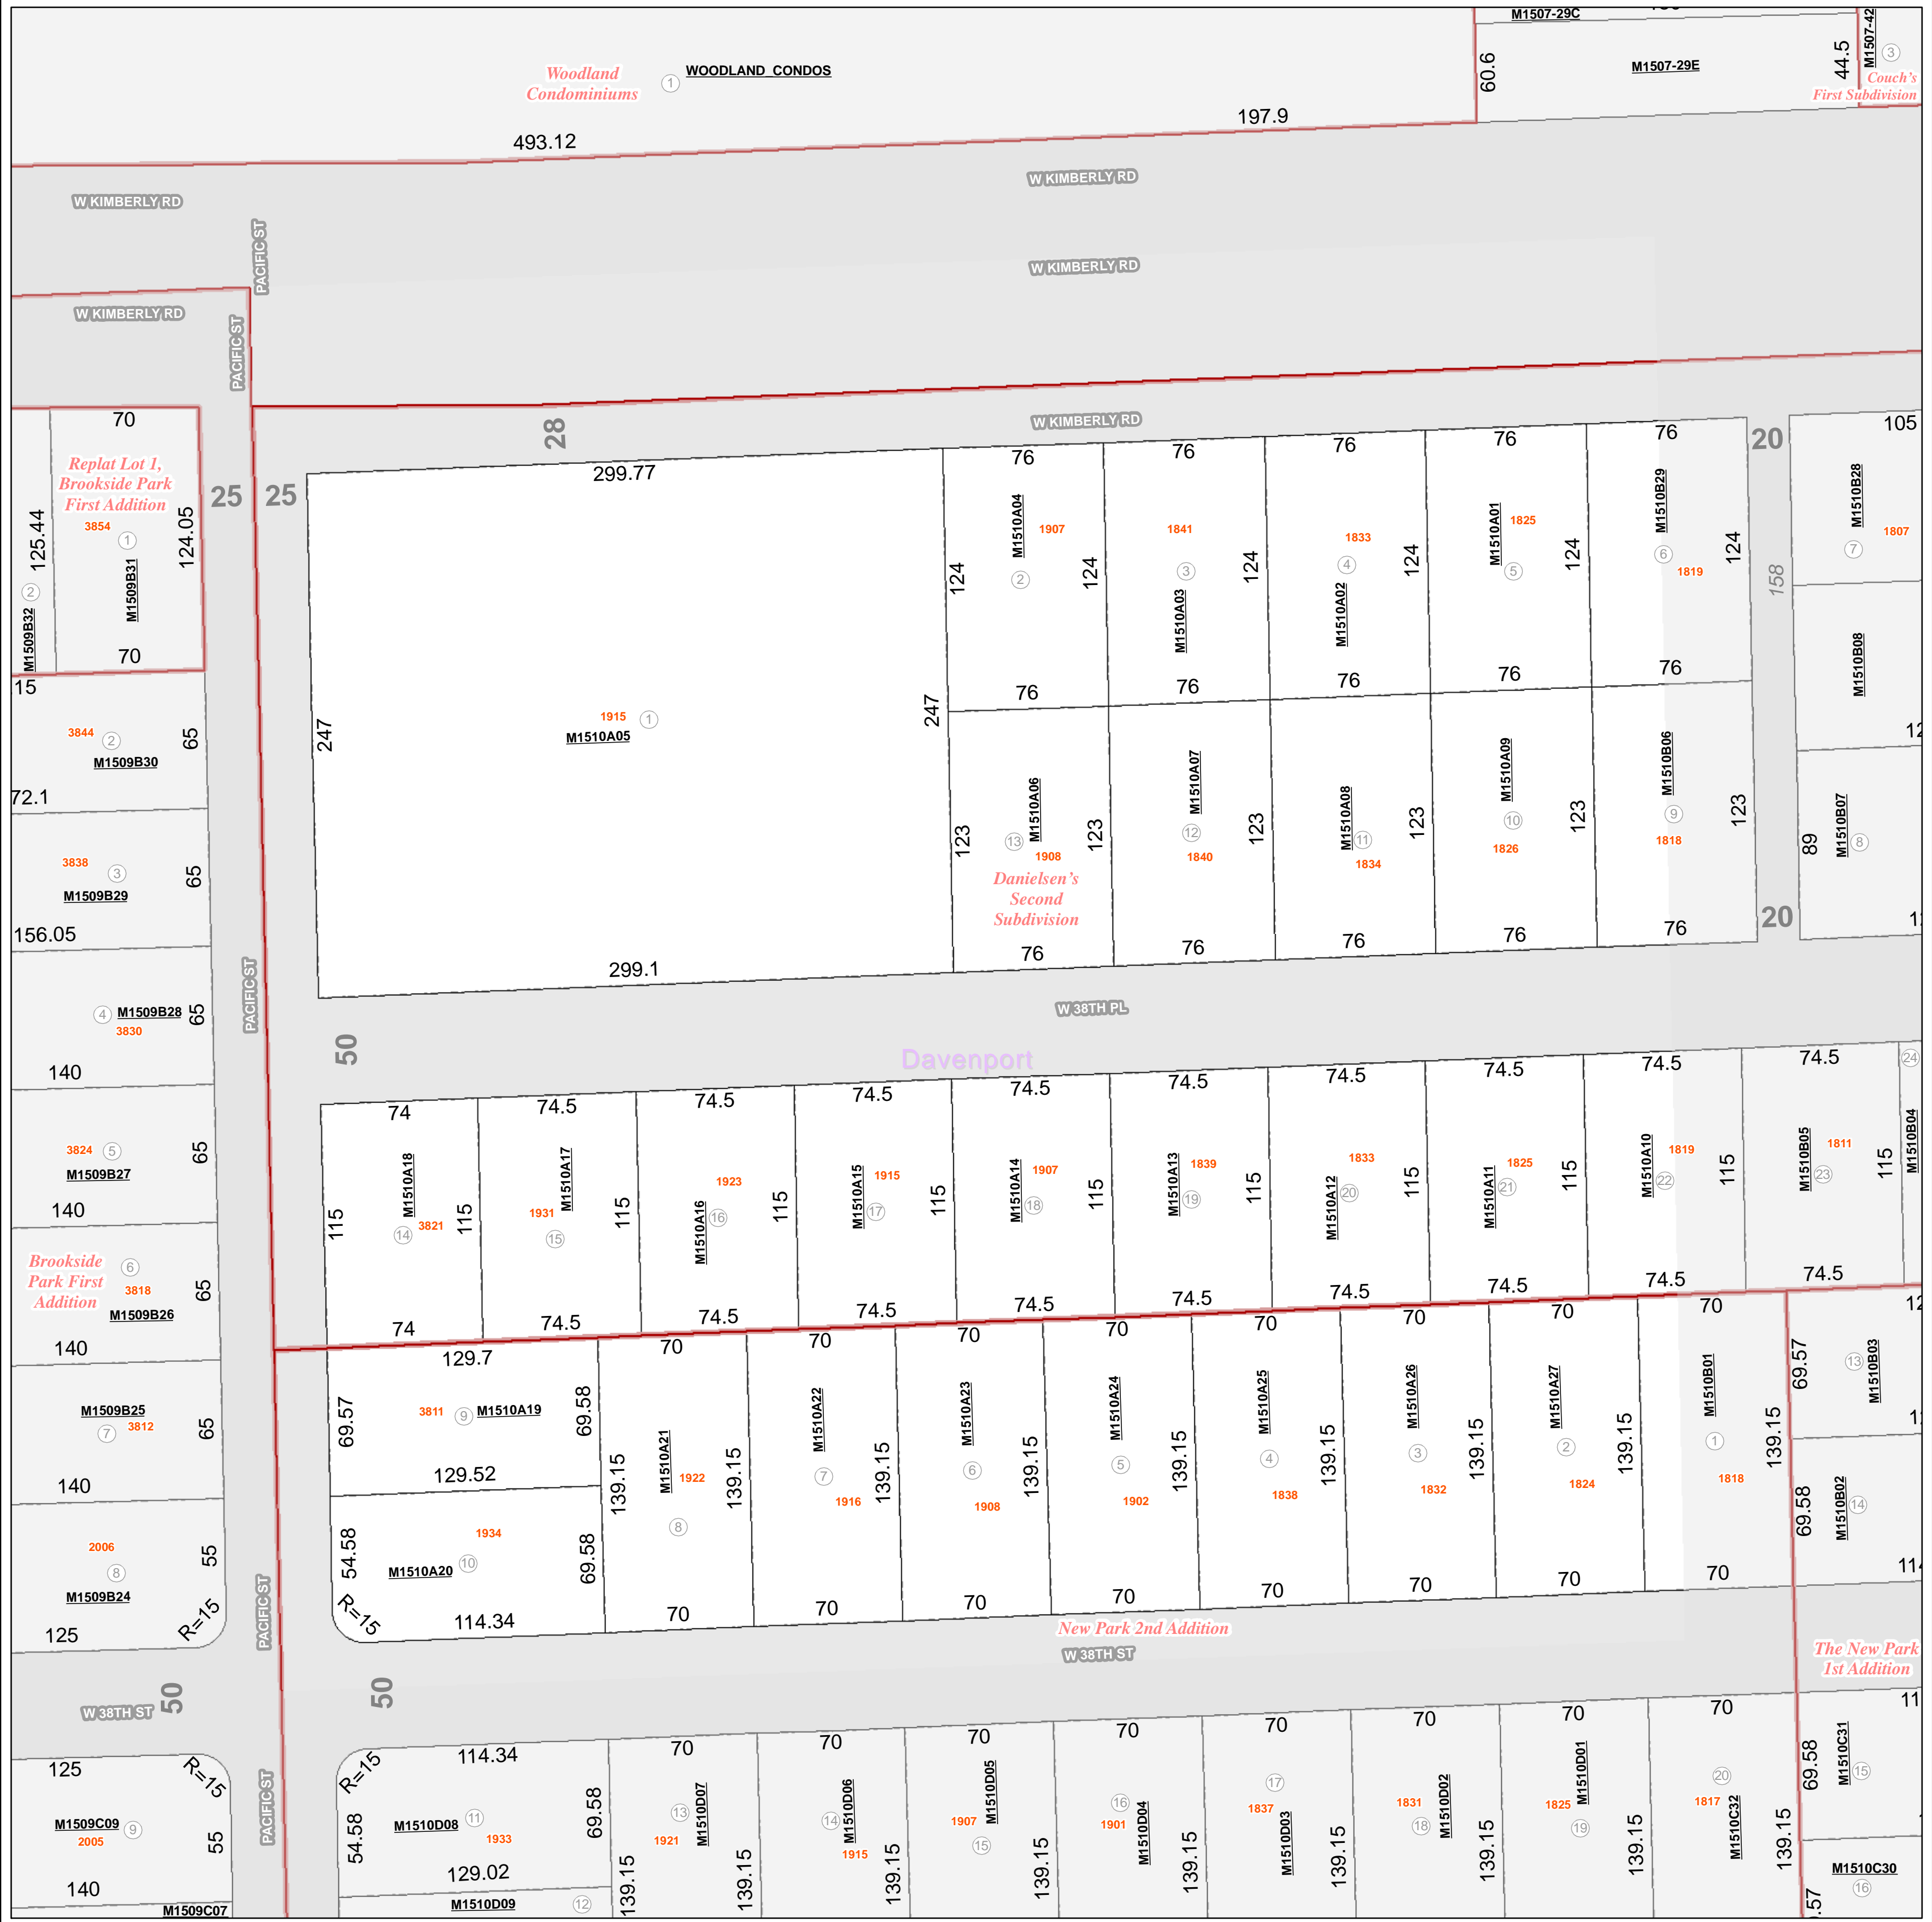 M1507-29C
Woodland
Condominiums
1
WOODLAND_CONDOS
60.6
M1507-29E
44.5
M1507-42
3
Couch's
First Subdivision
493.12
197.9
W KIMBERLY RD
W KIMBERLY RD
PACIFIC ST
W KIMBERLY RD
W KIMBERLY RD
PACIFIC ST
W KIMBERLY RD
70
Replat Lot 1,
Brookside Park
First Addition
3854
1
M1509B31
125.44
124.05
2
M1509B32
70
25
25
28
299.77
247
1915
1
M1510A05
247
299.1
76
M1510A04
1907
2
124
124
76
76
1841
3
M1510A03
124
76
76
1833
4
M1510A02
124
76
76
M1510A01
1825
5
124
76
76
M1510B29
6
1819
124
76
20
158
20
105
M1510B28
7
1807
M1510B08
M1510B07
8
89
123
M1510A06
13
1908
123
Danielsen's
Second
Subdivision
76
M1510A07
12
1840
123
76
M1510A08
11
1834
123
76
M1510A09
10
1826
123
76
M1510B06
9
1818
123
76
.15
3844
2
M1509B30
65
72.1
3838
3
M1509B29
65
156.05
4
M1509B28
3830
65
140
3824
5
M1509B27
65
140
Brookside
Park First
Addition
6
3818
M1509B26
65
140
M1509B25
7
3812
65
140
2006
8
M1509B24
55
R=15
125
PACIFIC ST
W 38TH PL
50
Davenport
74
M1510A18
14
3821
115
115
74
74.5
M1510A17
1931
15
115
74.5
74.5
1923
M1510A16
16
115
74.5
74.5
M1510A15
1915
17
115
74.5
74.5
M1510A14
1907
18
115
74.5
74.5
M1510A13
1839
19
115
74.5
74.5
1833
M1510A12
20
115
74.5
74.5
M1510A11
1825
21
115
74.5
74.5
M1510A10
1819
22
115
74.5
74.5
M1510B05
1811
23
115
74.5
24
M1510B04
129.7
69.57
3811
9
M1510A19
69.58
129.52
54.58
1934
M1510A20
10
69.58
R=15
114.34
70
139.15
M1510A21
1922
8
139.15
70
70
M1510A22
7
1916
139.15
70
70
M1510A23
6
1908
139.15
70
70
M1510A24
5
1902
139.15
70
70
M1510A25
4
1838
139.15
70
70
M1510A26
3
1832
139.15
70
70
M1510A27
2
1824
139.15
70
70
M1510B01
1
1818
139.15
70
69.57
13
M1510B03
69.58
M1510B02
14
PACIFIC ST
New Park 2nd Addition
W 38TH ST
The New Park
1st Addition
W 38TH ST
50
50
125
R=15
M1509C09
9
2005
55
140
M1509C07
PACIFIC ST
R=15
114.34
54.58
M1510D08
11
1933
69.58
129.02
M1510D09
12
70
13
M1510D07
1921
139.15
139.15
70
14
M1510D06
1915
139.15
70
M1510D05
1907
15
139.15
70
16
1901
M1510D04
139.15
70
17
1837
M1510D03
139.15
70
1831
M1510D02
18
139.15
70
M1510D01
1825
19
139.15
70
20
1817
M1510C32
139.15
69.58
M1510C31
15
M1510C30
16